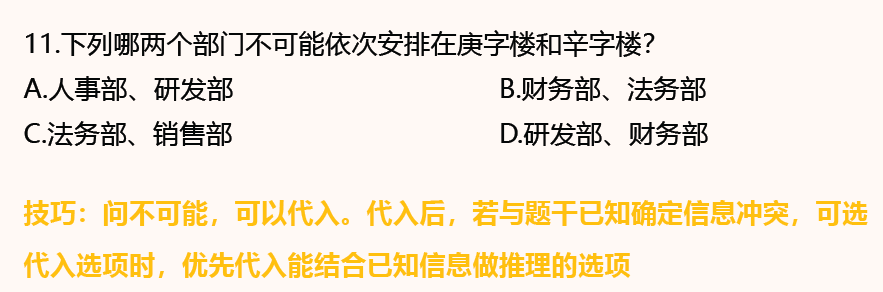 11.下列哪两个部门不可能依次安排在庚字楼和辛字楼？
A.人事部、研发部 B.财务部、法务部
C.法务部、销售部 D.研发部、财务部
技巧：问不可能，可以代入。代入后，若与题干已知确定信息冲突，可选
代入选项时，优先代入能结合已知信息做推理的选项